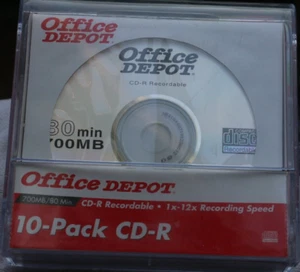 Office
DEPOT
Office
DEPOT.
CD-R Recordable
80 min
700MB
disc
Recordable
Office DEPOT.
700MB/80 Min
CD-R Recordable • 1x-12x Recording Speed
10-Pack CD-R